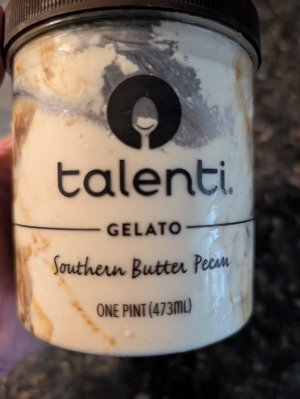 talenti®
GELATO
Southern Butter Pecan
ONE PINT (473mL)